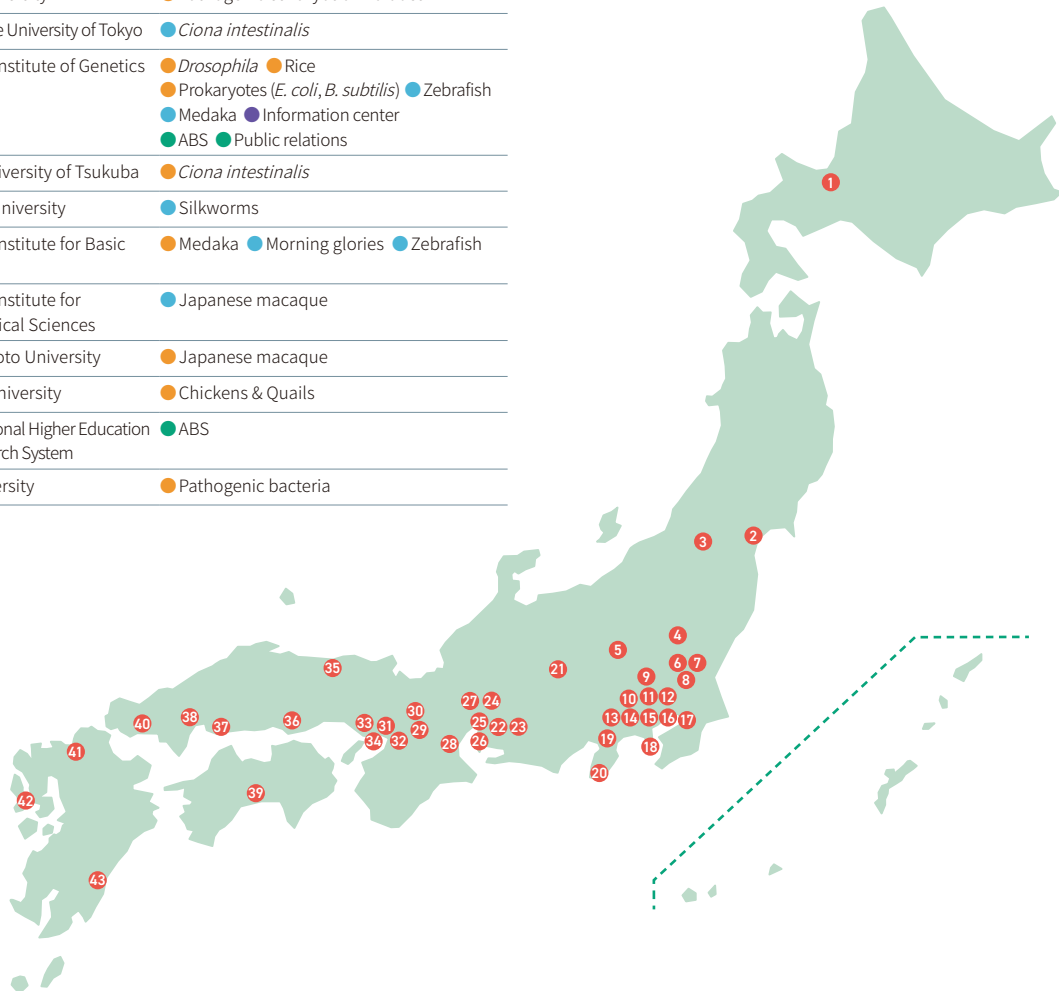 e University of Tokyo Ciona intestinalis
nstitute of Genetics Drosophila Rice
Prokaryotes (E. coli, B. subtilis) Zebrafish
Medaka Information center
ABS Public relations
iversity of Tsukuba Ciona intestinalis
niversity Silkworms
nstitute for Basic Medaka Morning glories Zebrafish
nstitute for Japanese macaque
ical Sciences
oto University Japanese macaque
niversity Chickens & Quails
onal Higher Education ABS
rch System
ersity Pathogenic bacteria
1
2
3
4
5
6 7
21
8
35
9
10 11 12
27 24
30
40 38 37 36 33 31 29 25 22 23 13 14 15 16 17
34 32 28 26 19 18
41
20
39
42
43